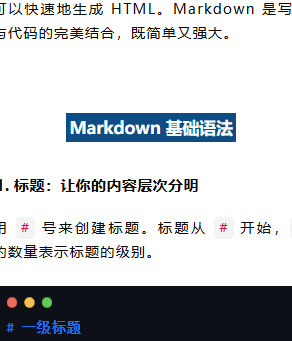 可以快速地生成 HTML。Markdown 是写
与代码的完美结合，既简单又强大。
Markdown 基础语法
1. 标题：让你的内容层次分明
用 # 号来创建标题。标题从 # 开始，
的数量表示标题的级别。
# 一级标题